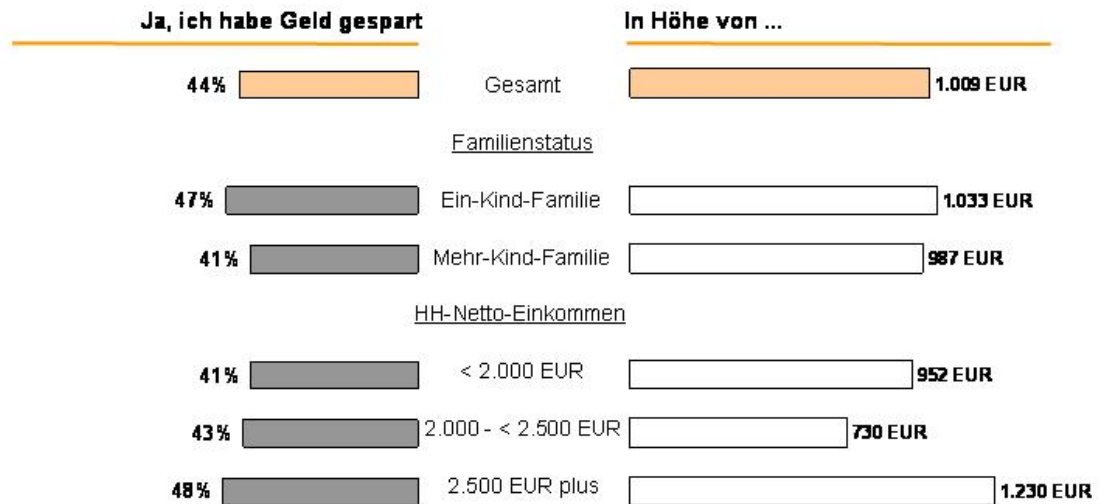 Ja, ich habe Geld gespart In Höhe von ...
44% Gesamt 1.009 EUR
Familienstatus
47% Ein-Kind-Familie 1.033 EUR
41% Mehr-Kind-Familie 987 EUR
HH-Netto-Einkommen
41% < 2.000 EUR 952 EUR
43% 2.000 - < 2.500 EUR 730 EUR
48% 2.500 EUR plus 1.230 EUR